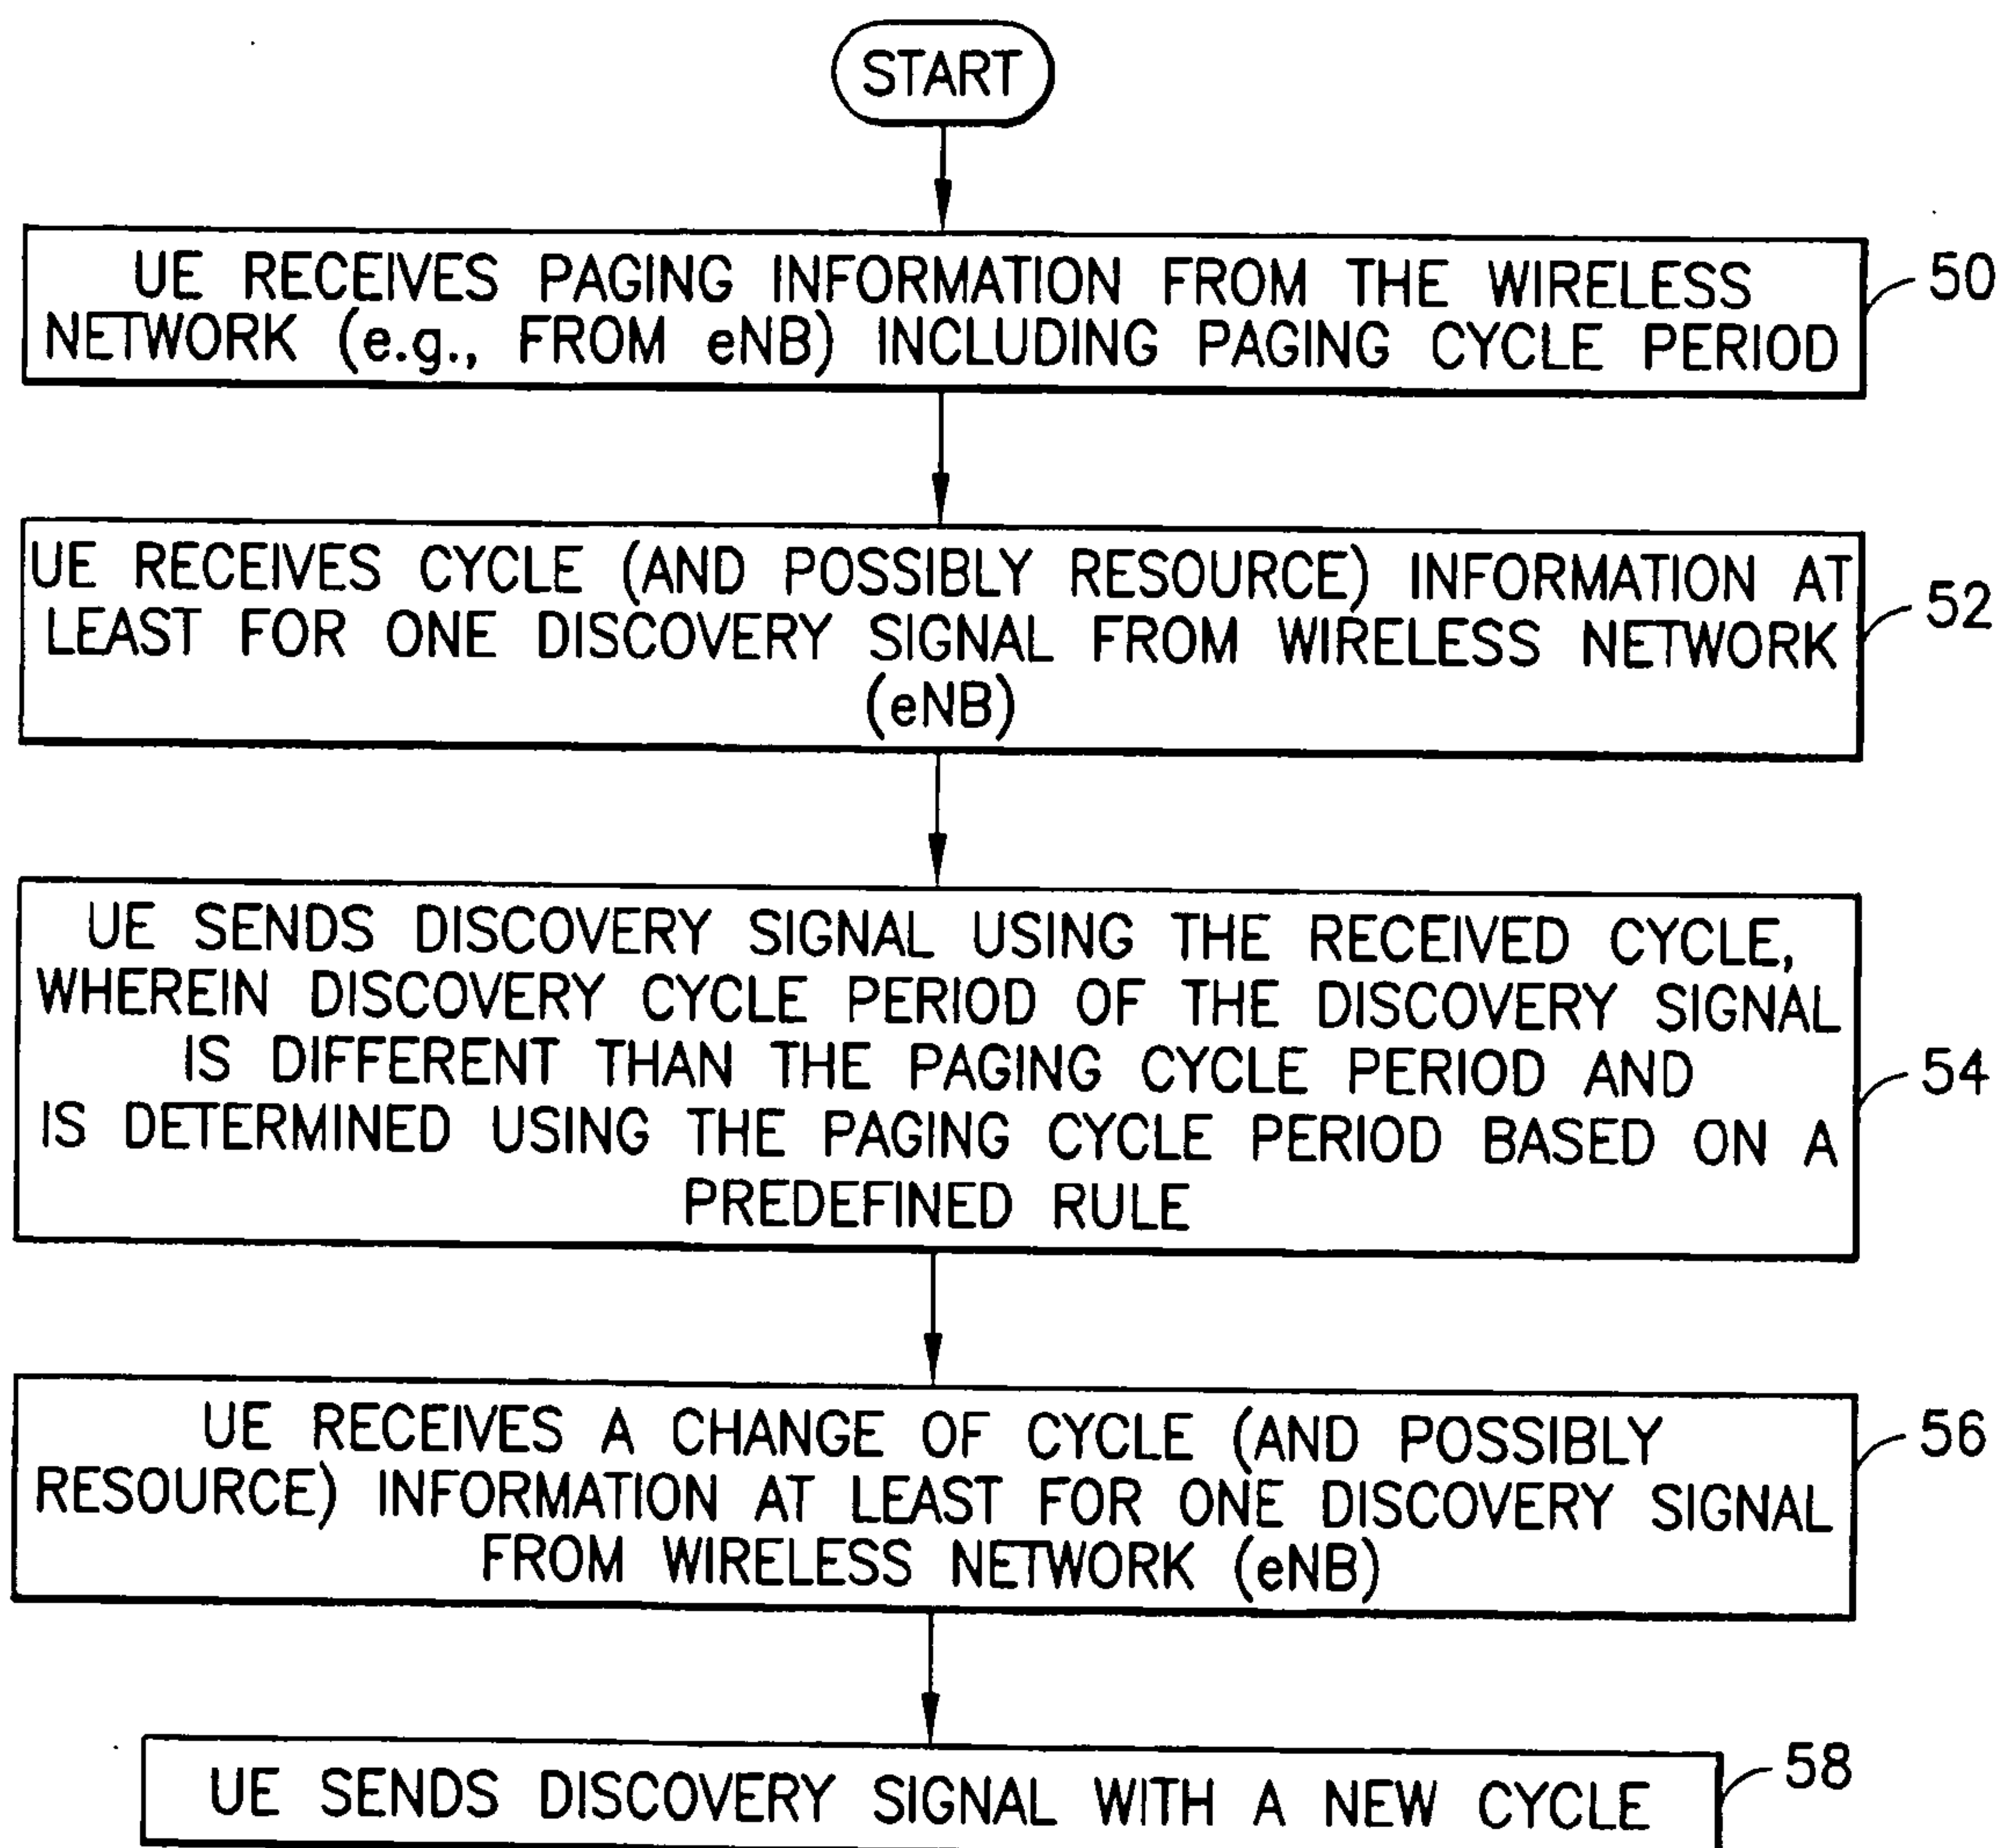 START
UE RECEIVES PAGING INFORMATION FROM THE WIRELESS
NETWORK (e.g., FROM eNB) INCLUDING PAGING CYCLE PERIOD
50
UE RECEIVES CYCLE (AND POSSIBLY RESOURCE) INFORMATION AT
LEAST FOR ONE DISCOVERY SIGNAL FROM WIRELESS NETWORK
(eNB)
52
UE SENDS DISCOVERY SIGNAL USING THE RECEIVED CYCLE,
WHEREIN DISCOVERY CYCLE PERIOD OF THE DISCOVERY SIGNAL
IS DIFFERENT THAN THE PAGING CYCLE PERIOD AND
IS DETERMINED USING THE PAGING CYCLE PERIOD BASED ON A
PREDEFINED RULE
54
UE RECEIVES A CHANGE OF CYCLE (AND POSSIBLY
RESOURCE) INFORMATION AT LEAST FOR ONE DISCOVERY SIGNAL
FROM WIRELESS NETWORK (eNB)
56
UE SENDS DISCOVERY SIGNAL WITH A NEW CYCLE
58